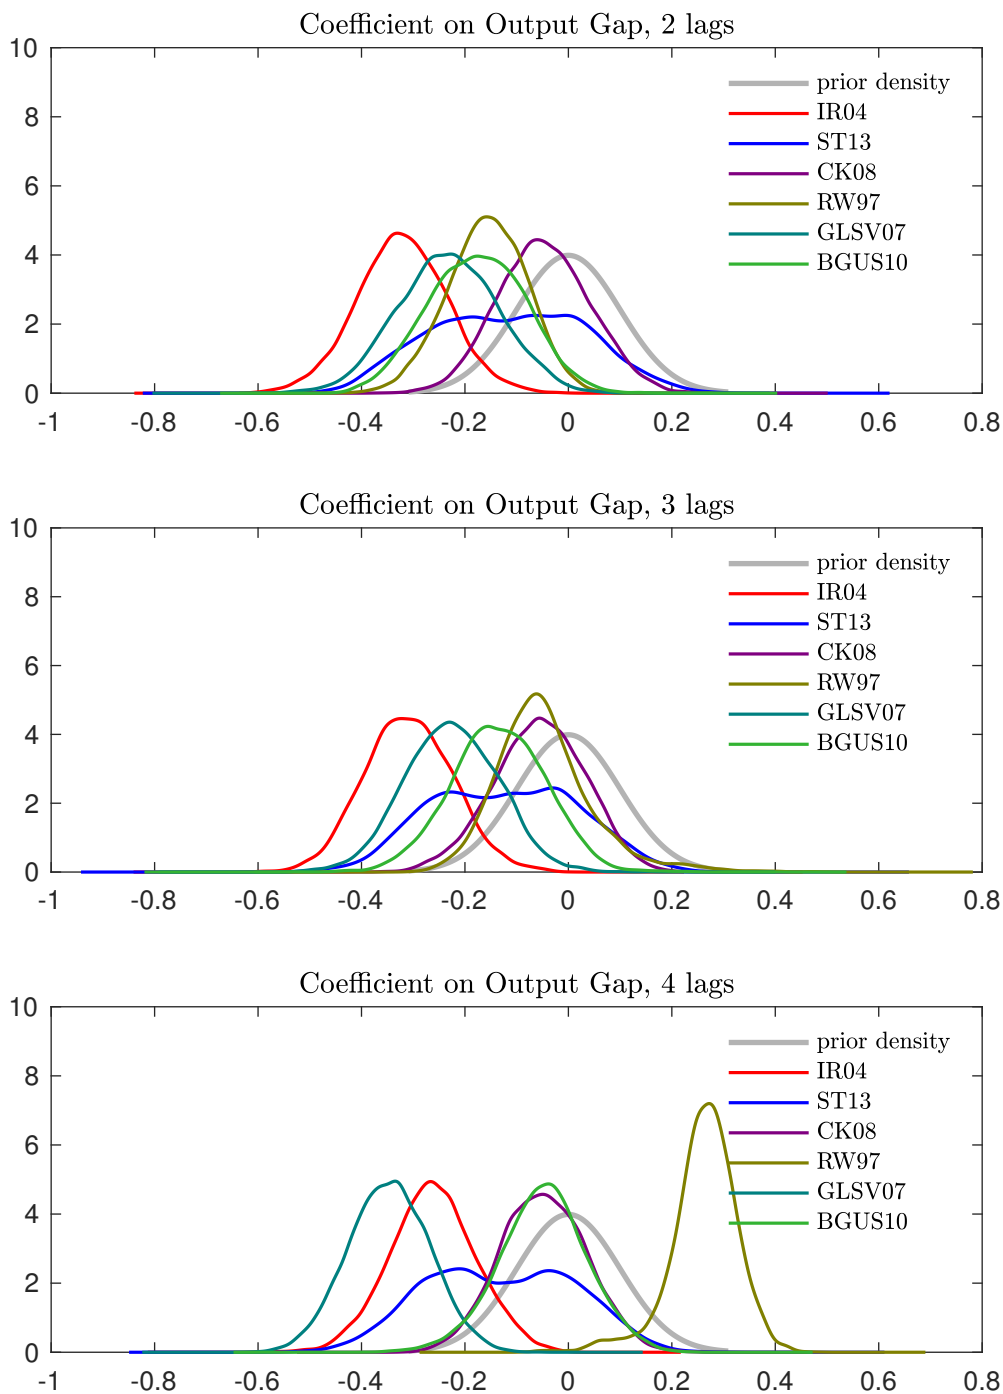 Coefficient on Output Gap, 2 lags
10
8
6
4
2
0
prior density
IR04
ST13
CK08
RW97
GLSV07
BGUS10
-1 -0.8 -0.6 -0.4 -0.2 0 0.2 0.4 0.6 0.8
Coefficient on Output Gap, 3 lags
10
8
6
4
2
0
prior density
IR04
ST13
CK08
RW97
GLSV07
BGUS10
-1 -0.8 -0.6 -0.4 -0.2 0 0.2 0.4 0.6 0.8
Coefficient on Output Gap, 4 lags
10
8
6
4
2
0
prior density
IR04
ST13
CK08
RW97
GLSV07
BGUS10
-1 -0.8 -0.6 -0.4 -0.2 0 0.2 0.4 0.6 0.8